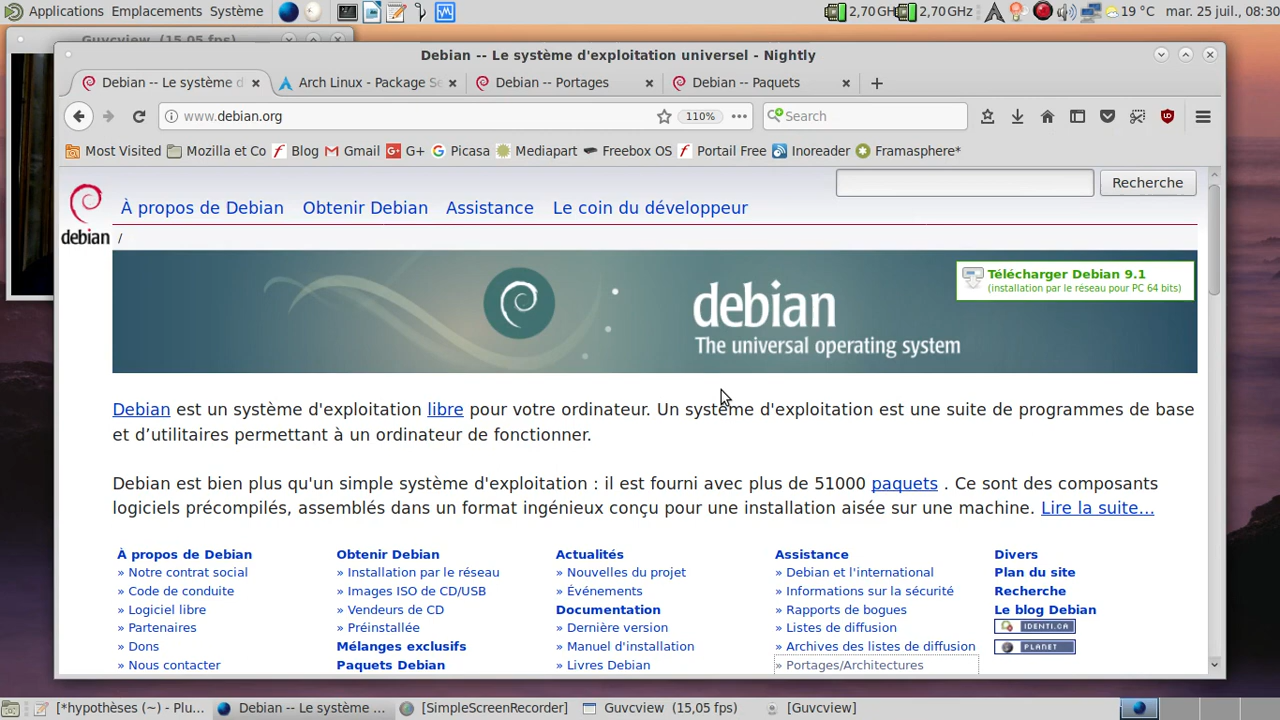 Applications Emplacements Système 2,70 GHz 2,70 GHz 19 °C mar. 25 juil., 08:30
Guvcview (15,05 fps)
Debian -- Le système d'exploitation universel - Nightly
Debian -- Le système d Arch Linux - Package Se Debian -- Portages Debian -- Paquets
www.debian.org 110% Search
Most Visited Mozilla et Co Blog Gmail G+ Picasa Mediapart Freebox OS Portail Free Inoreader Framasphere*
Recherche
À propos de Debian Obtenir Debian Assistance Le coin du développeur
debian /
Télécharger Debian 9.1
(installation par le réseau pour PC 64 bits)
debian
The universal operating system
Debian est un système d'exploitation libre pour votre ordinateur. Un système d'exploitation est une suite de programmes de base
et d’utilitaires permettant à un ordinateur de fonctionner.
Debian est bien plus qu'un simple système d'exploitation : il est fourni avec plus de 51000 paquets . Ce sont des composants
logiciels précompilés, assemblés dans un format ingénieux conçu pour une installation aisée sur une machine. Lire la suite...
À propos de Debian
» Notre contrat social
» Code de conduite
» Logiciel libre
» Partenaires
» Dons
» Nous contacter
Obtenir Debian
» Installation par le réseau
» Images ISO de CD/USB
» Vendeurs de CD
» Préinstallée
Mélanges exclusifs
Paquets Debian
Actualités
» Nouvelles du projet
» Événements
Documentation
» Dernière version
» Manuel d'installation
» Livres Debian
Assistance
» Debian et l'international
» Informations sur la sécurité
» Rapports de bogues
» Listes de diffusion
» Archives des listes de diffusion
» Portages/Architectures
Divers
Plan du site
Recherche
Le blog Debian
IDENTI.CA
PLANET
[*hypothèses (~) - Plu... Debian -- Le système ... [SimpleScreenRecorder] Guvcview (15,05 fps) [Guvcview]